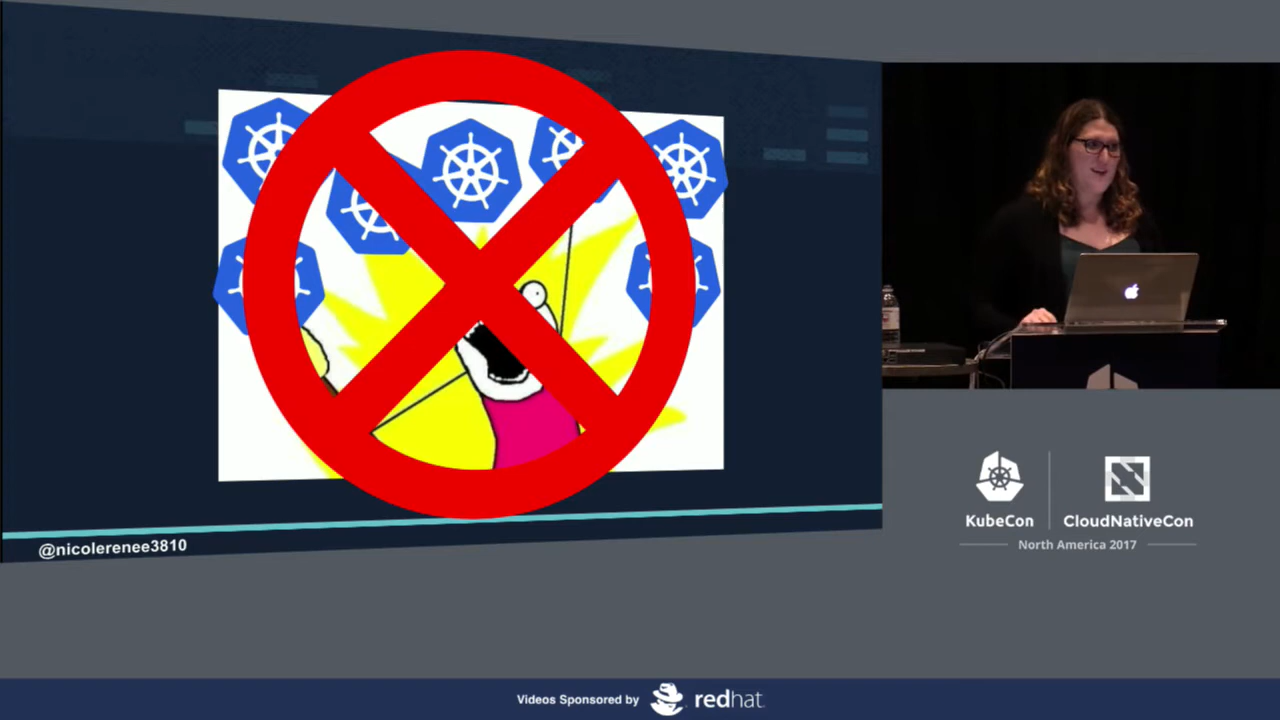 @nicolerenee3810
KubeCon
CloudNativeCon
North America 2017
Videos Sponsored by
redhat.